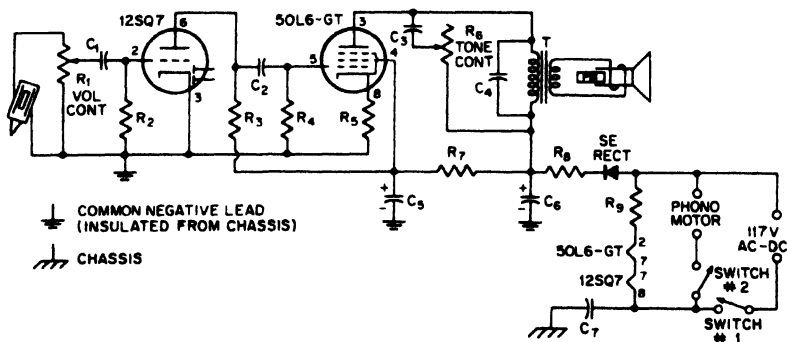 12SQ7
6
C1
2
R1
VOL
CONT
R2
3
C2
R3
R4
50L6-GT
3
5
4
8
R5
C3
R6
TONE
CONT
C4
T
PM
R7
C5
+
-
R8
SE
RECT
C6
+
-
R9
PHONO
MOTOR
117V
AC-DC
50L6-GT
2
7
12SQ7
7
8
SWITCH
#2
SWITCH
#1
C7
COMMON NEGATIVE LEAD
(INSULATED FROM CHASSIS)
CHASSIS